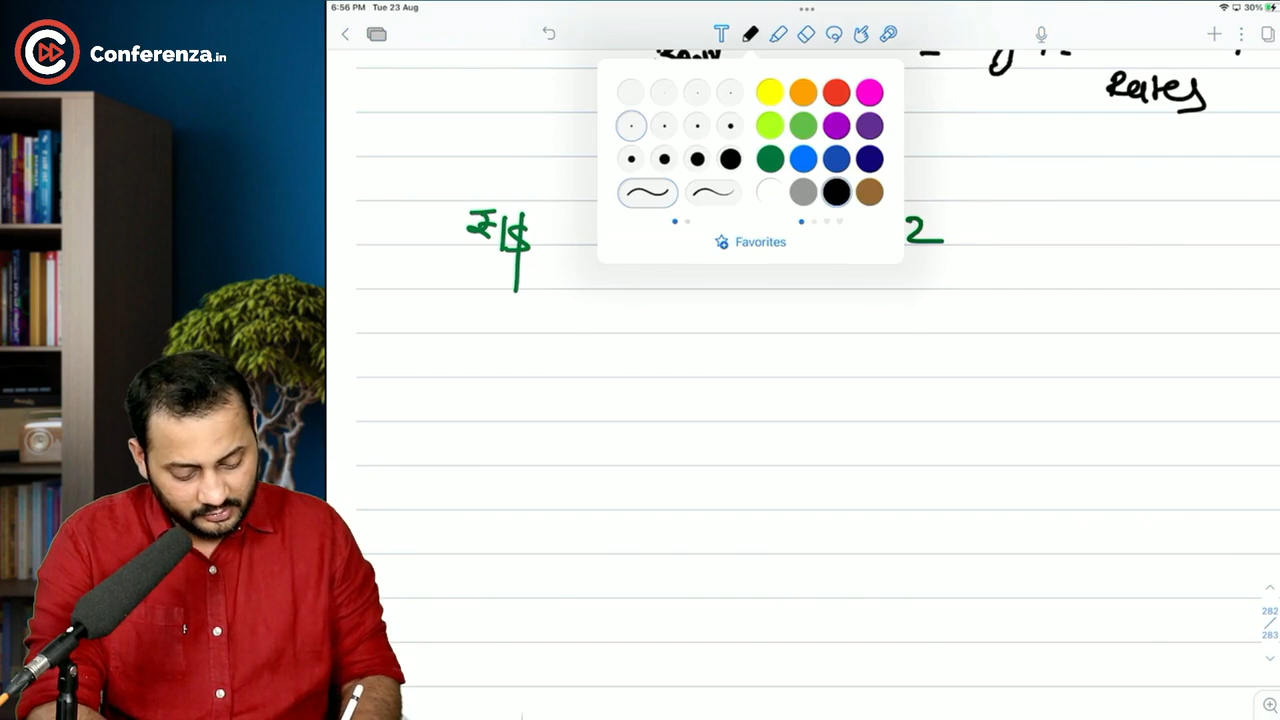 Conferenza.in
6:56 PM Tue 23 Aug
30%
T
Rates
₹/$
2
Favorites
282
283